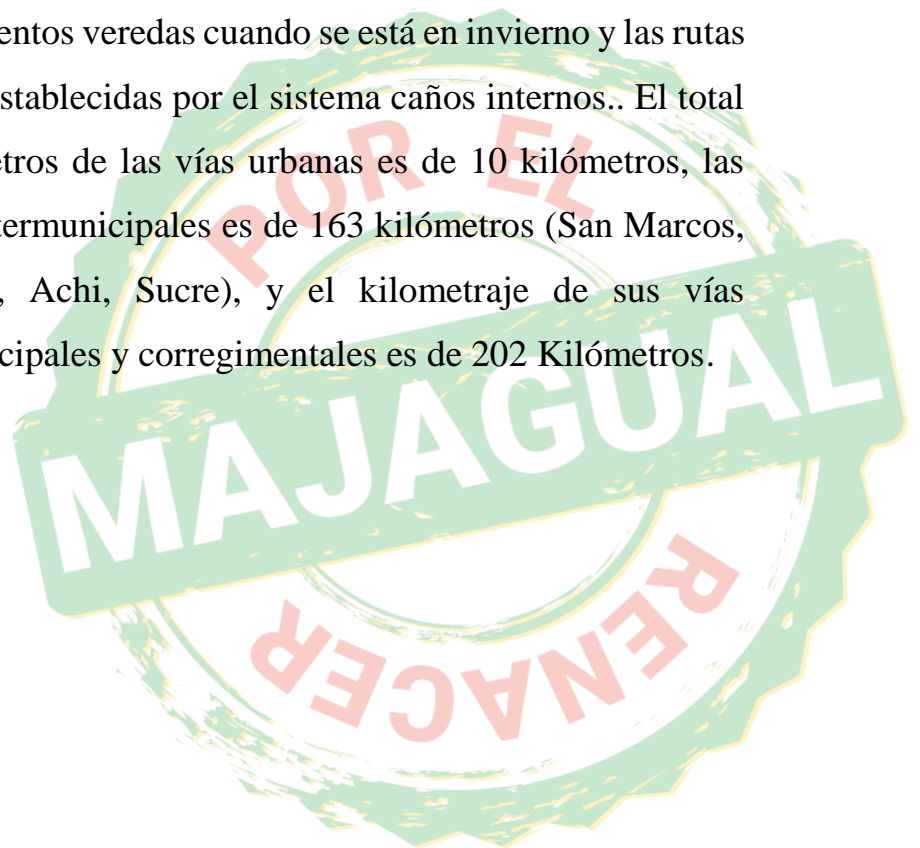 entos veredas cuando se está en invierno y las rutas
stablecidas por el sistema caños internos.. El total
etros de las vías urbanas es de 10 kilómetros, las
termunicipales es de 163 kilómetros (San Marcos,
, Achi, Sucre), y el kilometraje de sus vías
cipales y corregimentales es de 202 Kilómetros.
POR EL
MAJAGUAL
RENACER